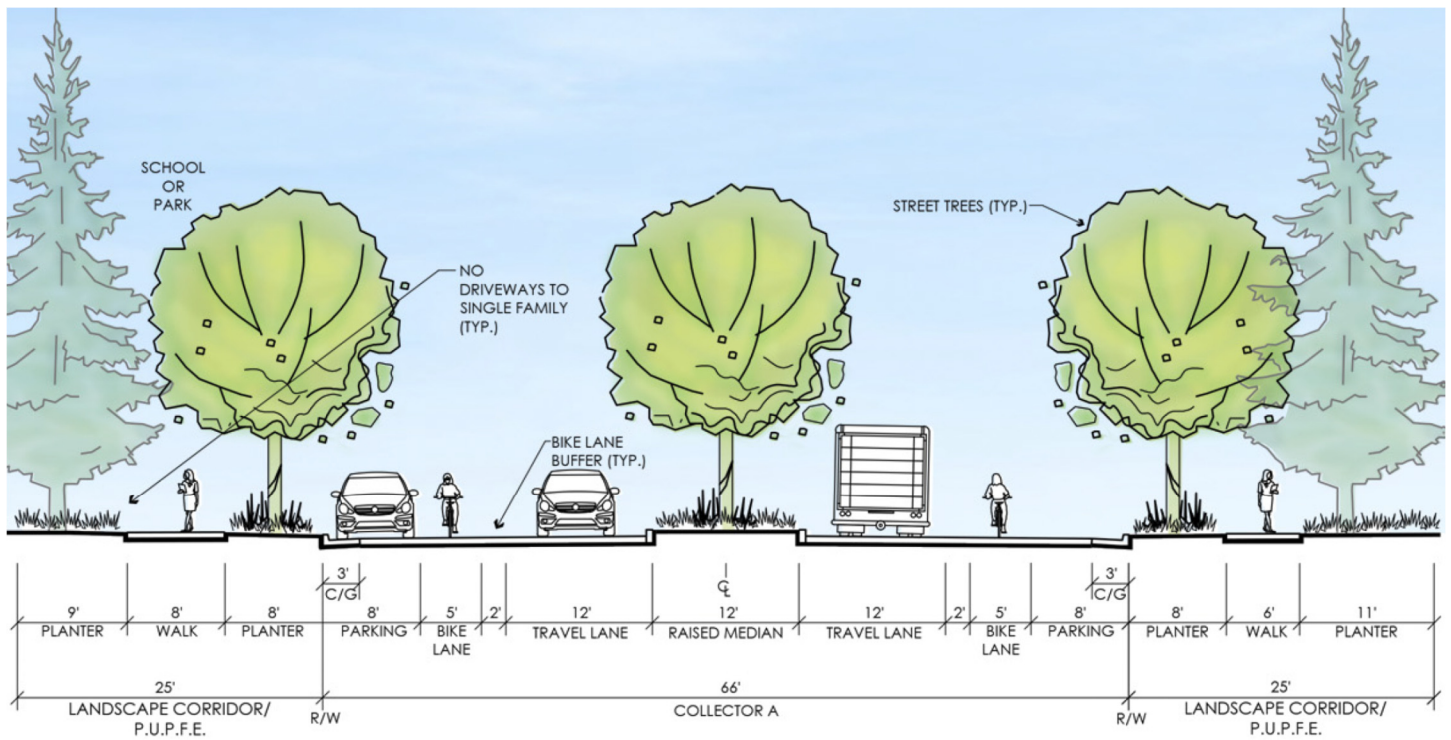 SCHOOL
OR
PARK
STREET TREES (TYP.)
NO
DRIVEWAYS TO
SINGLE FAMILY
(TYP.)
BIKE LANE
BUFFER (TYP.)
3'
C/G
℄
3'
C/G
9'
PLANTER
8'
WALK
8'
PLANTER
8'
PARKING
5'
BIKE
LANE
2'
12'
TRAVEL LANE
12'
RAISED MEDIAN
12'
TRAVEL LANE
2'
5'
BIKE
LANE
8'
PARKING
8'
PLANTER
6'
WALK
11'
PLANTER
25'
LANDSCAPE CORRIDOR/
P.U.P.F.E.
R/W
66'
COLLECTOR A
R/W
25'
LANDSCAPE CORRIDOR/
P.U.P.F.E.